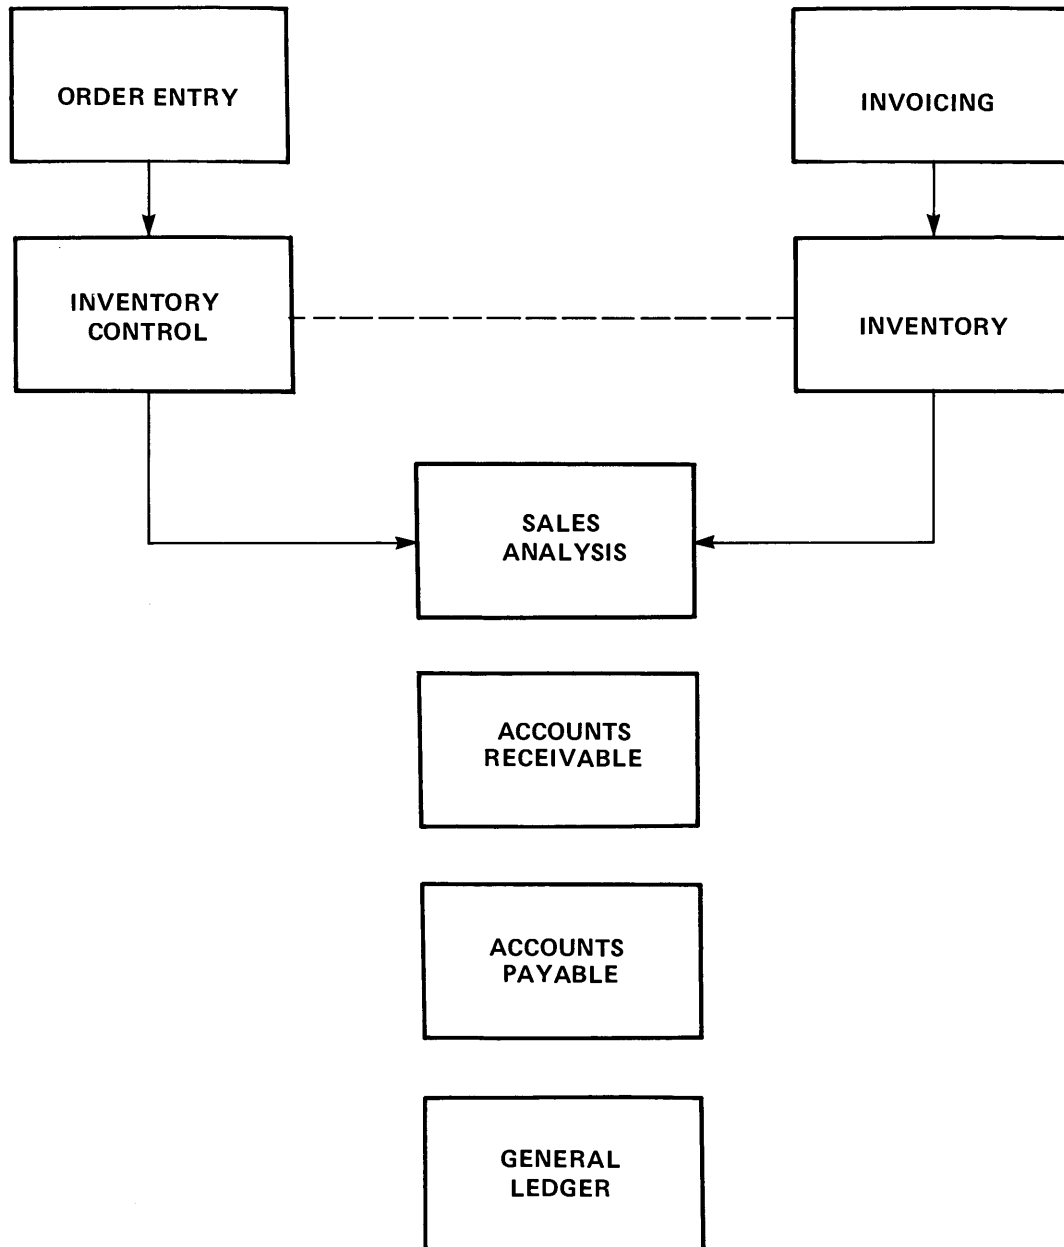 ORDER ENTRY
INVOICING
INVENTORY
CONTROL
INVENTORY
SALES
ANALYSIS
ACCOUNTS
RECEIVABLE
ACCOUNTS
PAYABLE
GENERAL
LEDGER